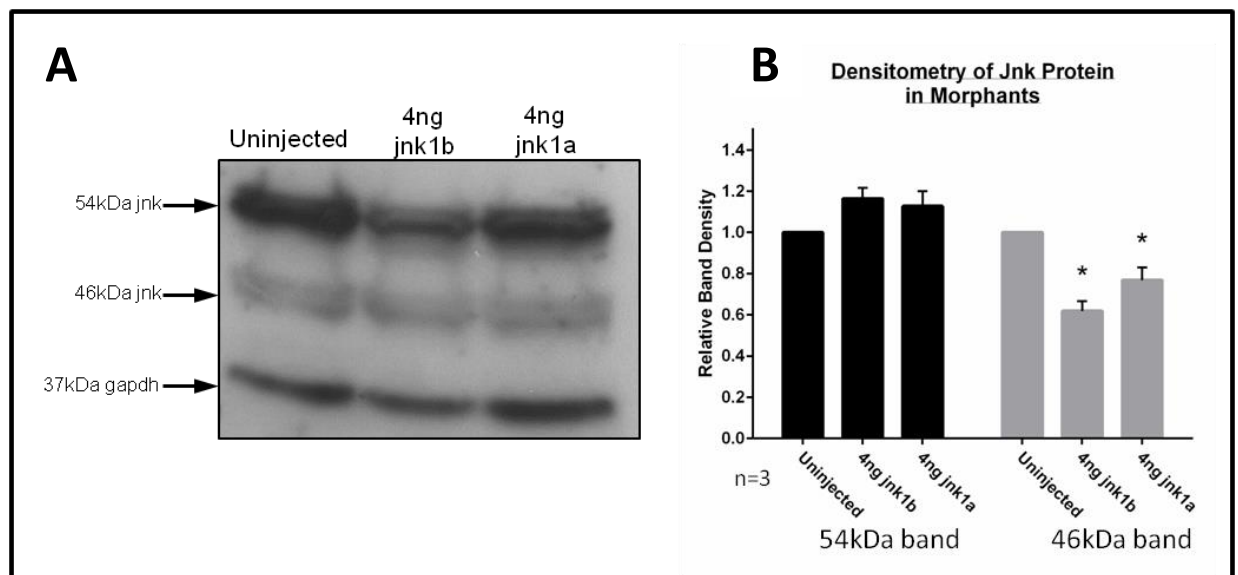 A
Uninjected
4ng
jnk1b
4ng
jnk1a
54kDa jnk
46kDa jnk
37kDa gapdh
B
Densitometry of Jnk Protein
in Morphants
Relative Band Density
1.4
1.2
1.0
0.8
0.6
0.4
0.2
0.0
*
*
n=3
Uninjected
4ng jnk1b
4ng jnk1a
Uninjected
4ng jnk1b
4ng jnk1a
54kDa band
46kDa band